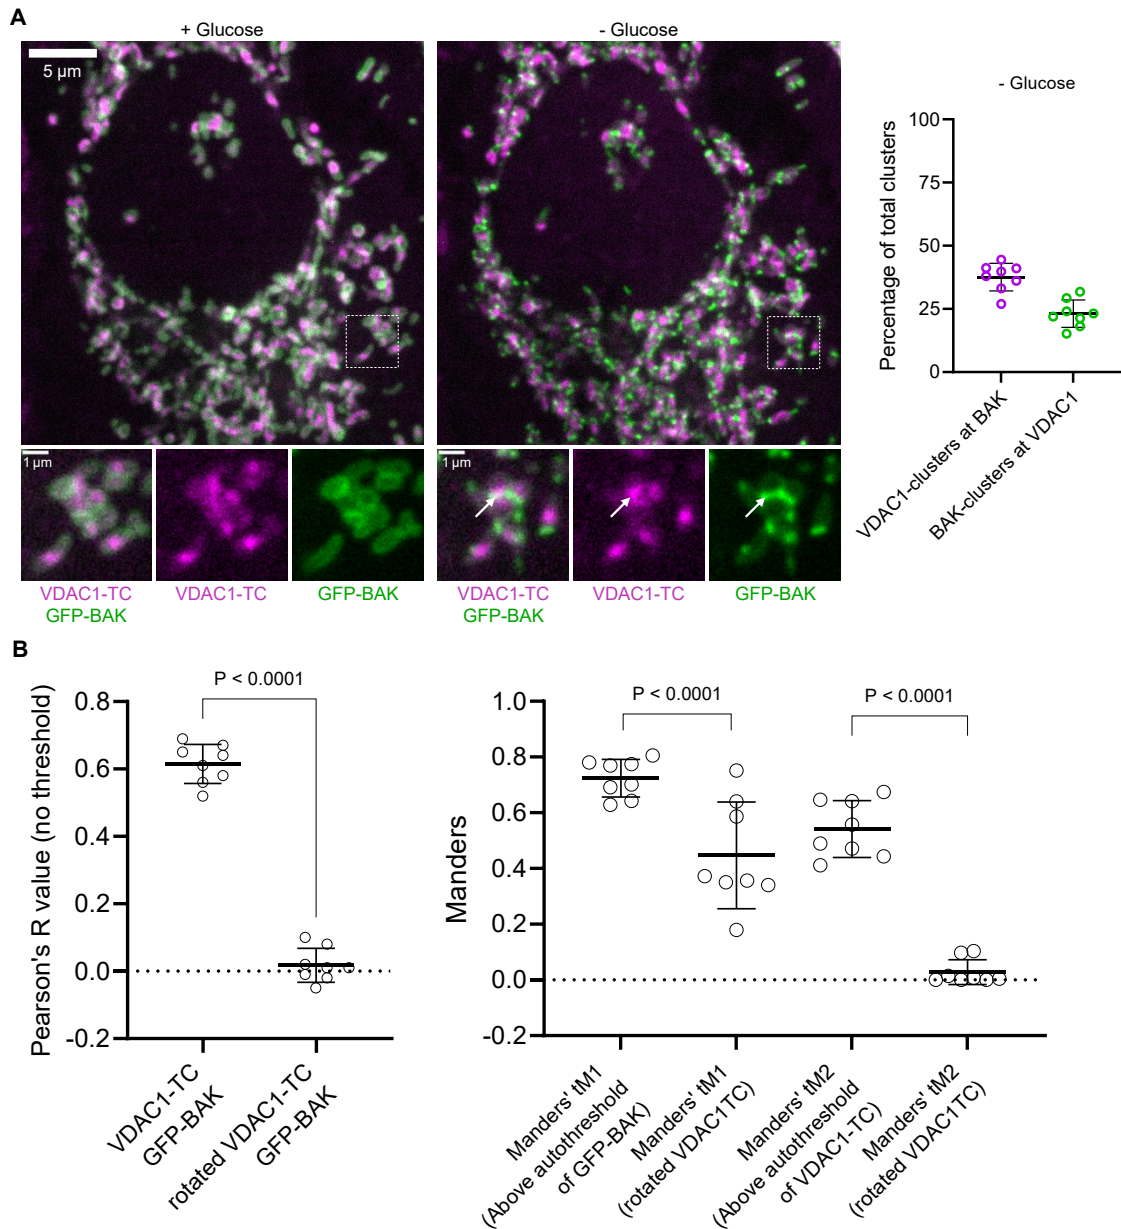 A
+ Glucose
- Glucose
5 µm
1 µm
VDAC1-TC
GFP-BAK
VDAC1-TC
GFP-BAK
1 µm
VDAC1-TC
GFP-BAK
VDAC1-TC
GFP-BAK
- Glucose
Percentage of total clusters
100
75
50
25
0
VDAC1-clusters at BAK
BAK-clusters at VDAC1
B
Pearson's R value (no threshold)
P < 0.0001
0.8
0.6
0.4
0.2
0.0
-0.2
VDAC1-TC
GFP-BAK
rotated VDAC1-TC
GFP-BAK
Manders
P < 0.0001
P < 0.0001
1.0
0.8
0.6
0.4
0.2
0.0
-0.2
Manders' tM1
(Above autothreshold
of GFP-BAK)
Manders' tM1
(rotated VDAC1TC)
Manders' tM2
(Above autothreshold
of VDAC1-TC)
Manders' tM2
(rotated VDAC1TC)